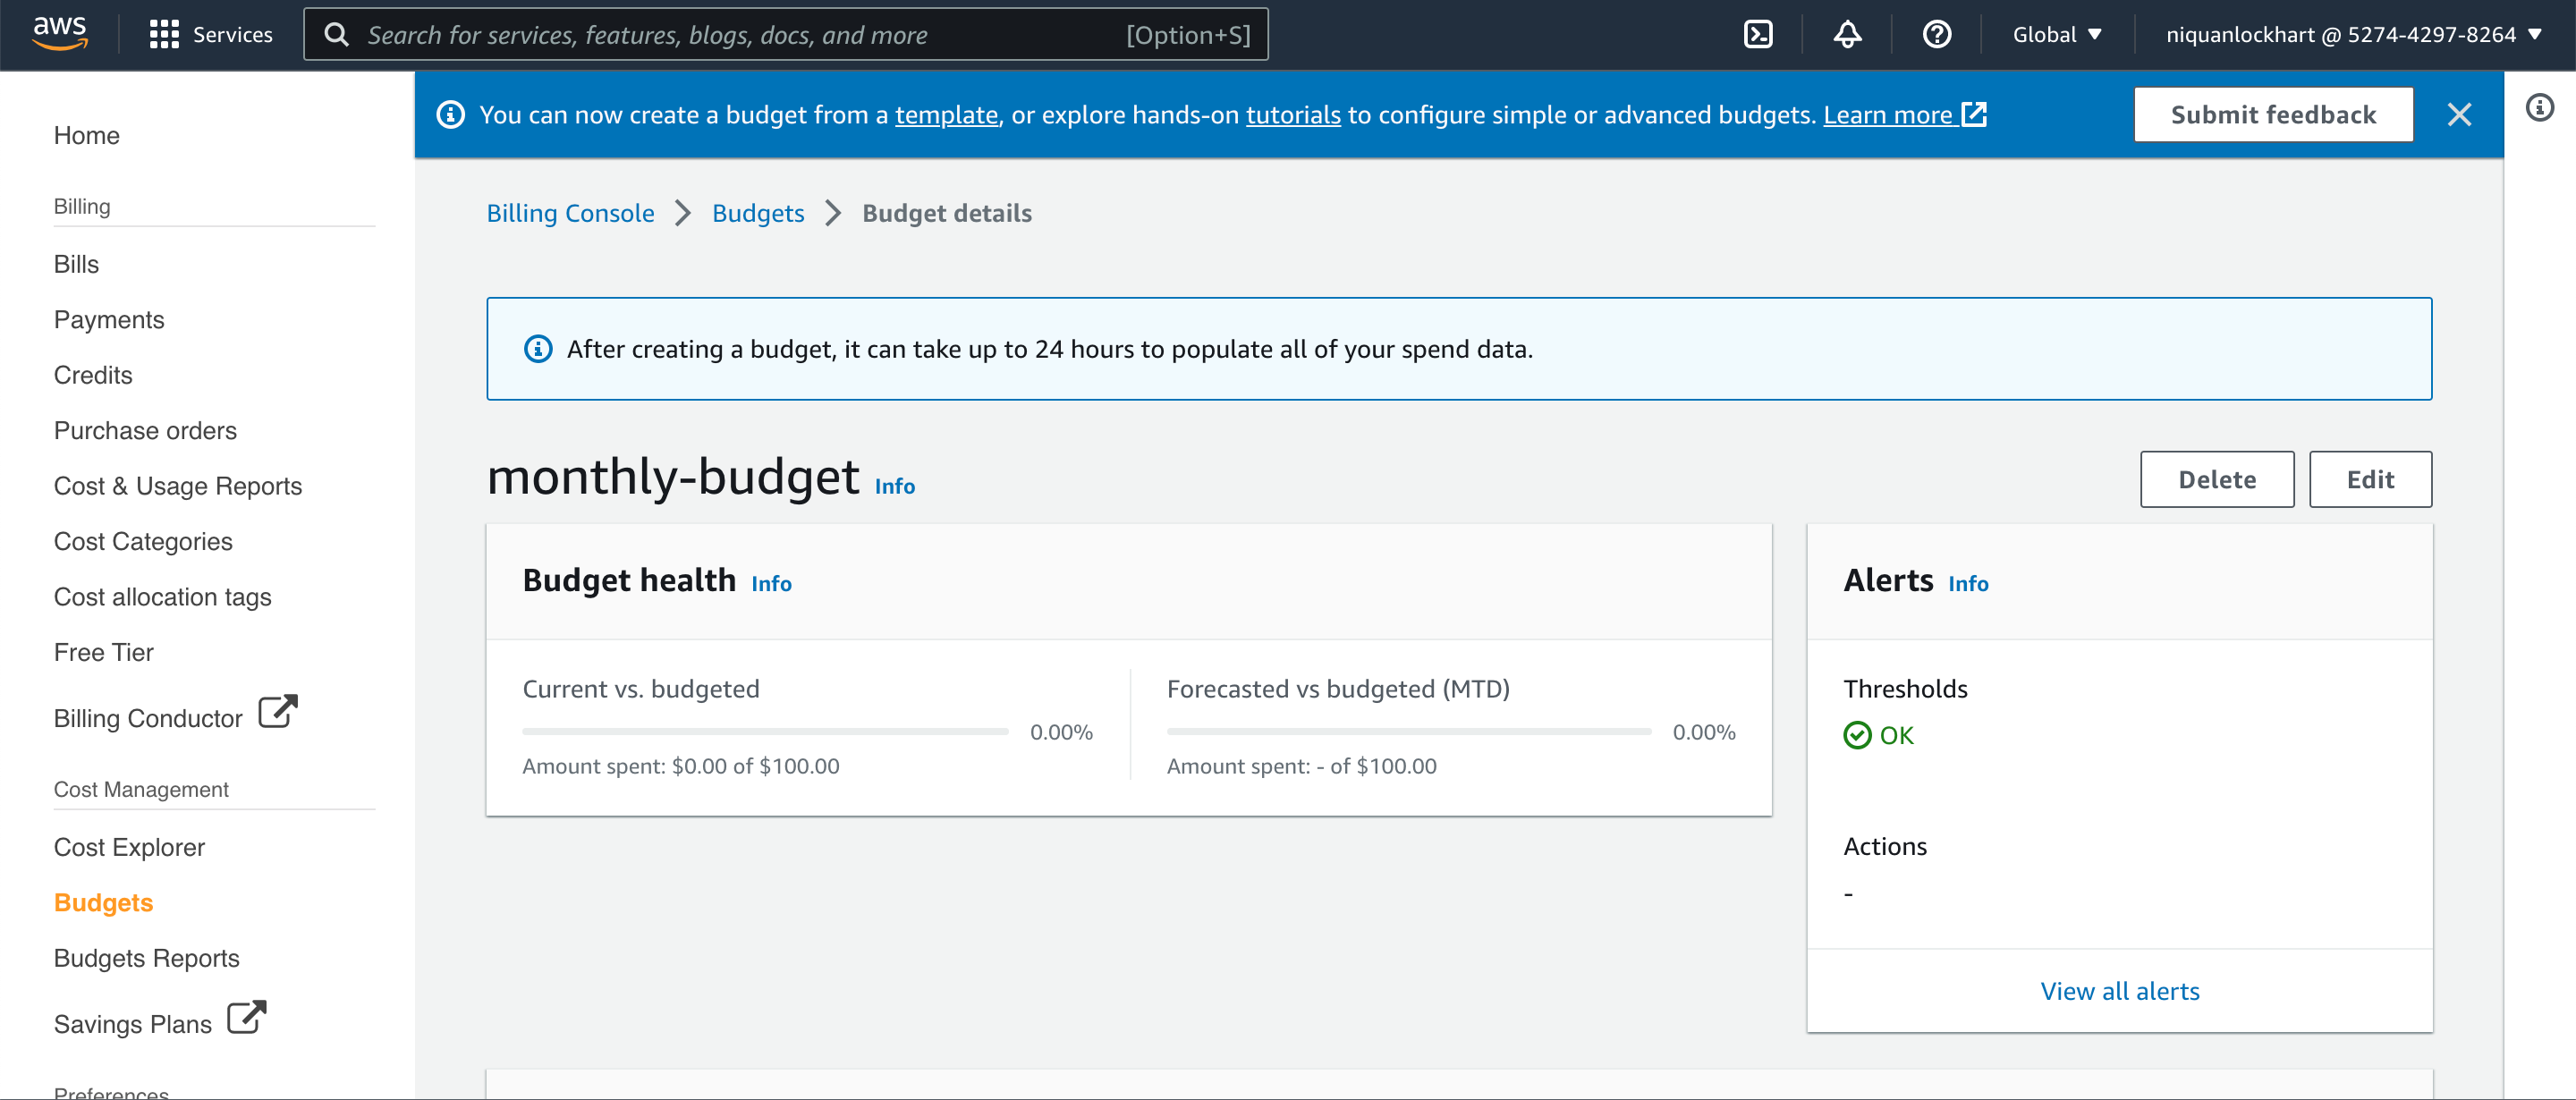 aws
Services
Search for services, features, blogs, docs, and more
[Option+S]
Global
niquanlockhart @ 5274-4297-8264
You can now create a budget from a template, or explore hands-on tutorials to configure simple or advanced budgets. Learn more
Submit feedback
Home
Billing
Bills
Payments
Credits
Purchase orders
Cost & Usage Reports
Cost Categories
Cost allocation tags
Free Tier
Billing Conductor
Cost Management
Cost Explorer
Budgets
Budgets Reports
Savings Plans
Preferences
Billing Console
Budgets
Budget details
After creating a budget, it can take up to 24 hours to populate all of your spend data.
monthly-budget Info
Delete
Edit
Budget health Info
Current vs. budgeted
0.00%
Amount spent: $0.00 of $100.00
Forecasted vs budgeted (MTD)
0.00%
Amount spent: - of $100.00
Alerts Info
Thresholds
OK
Actions
-
View all alerts